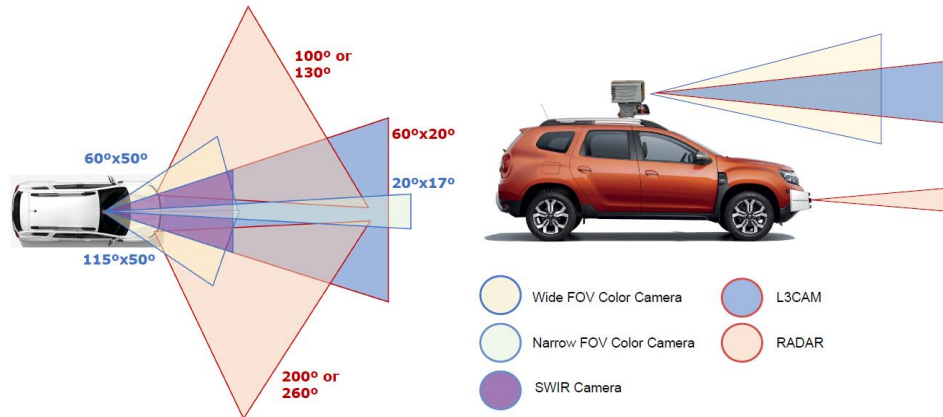 100º or
130º
60ºx20º
60ºx50º
20ºx17º
115ºx50º
200º or
260º
Wide FOV Color Camera
L3CAM
Narrow FOV Color Camera
RADAR
SWIR Camera